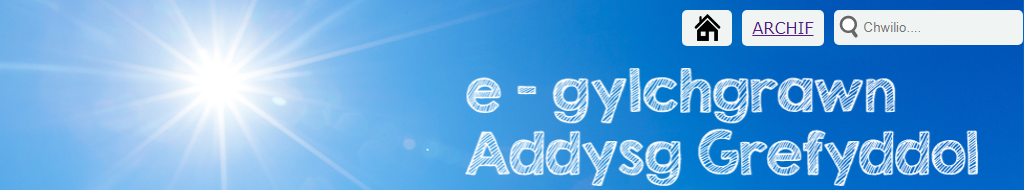 ARCHIF
Chwilio....
e - gylchgrawn
Addysg Grefyddol